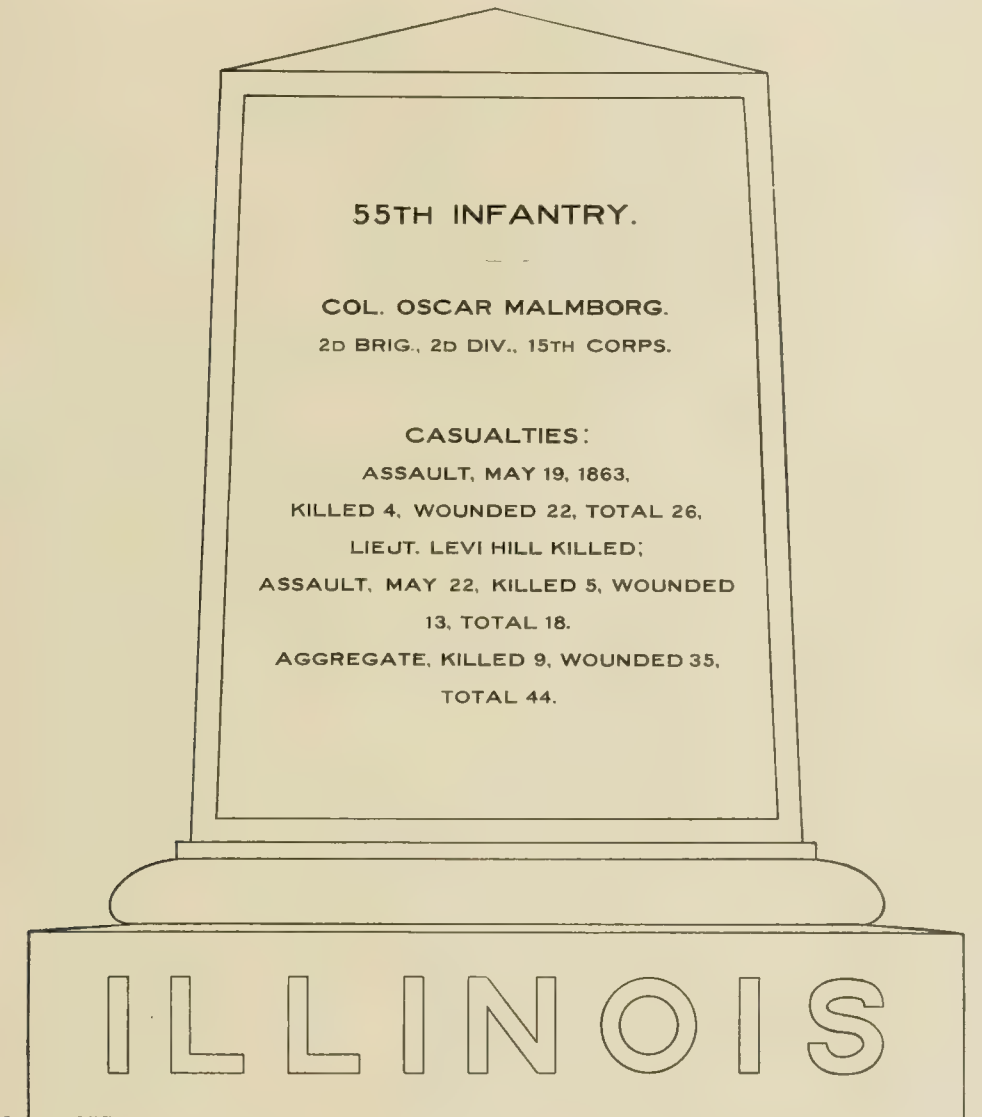 55TH INFANTRY.
COL. OSCAR MALMBORG.
2D BRIG., 2D DIV., 15TH CORPS.
CASUALTIES:
ASSAULT, MAY 19, 1863,
KILLED 4, WOUNDED 22, TOTAL 26,
LIEUT. LEVI HILL KILLED;
ASSAULT, MAY 22, KILLED 5, WOUNDED
13, TOTAL 18.
AGGREGATE, KILLED 9, WOUNDED 35,
TOTAL 44.
ILLINOIS